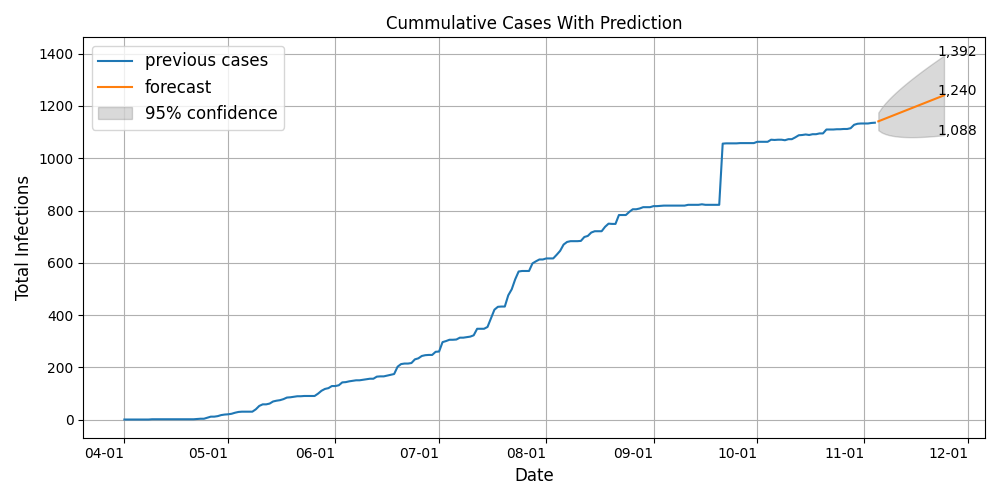 Cummulative Cases With Prediction
previous cases
forecast
95% confidence
1,392
1,240
1,088
1400
1200
1000
800
600
400
200
0
Total Infections
04-01 05-01 06-01 07-01 08-01 09-01 10-01 11-01 12-01
Date